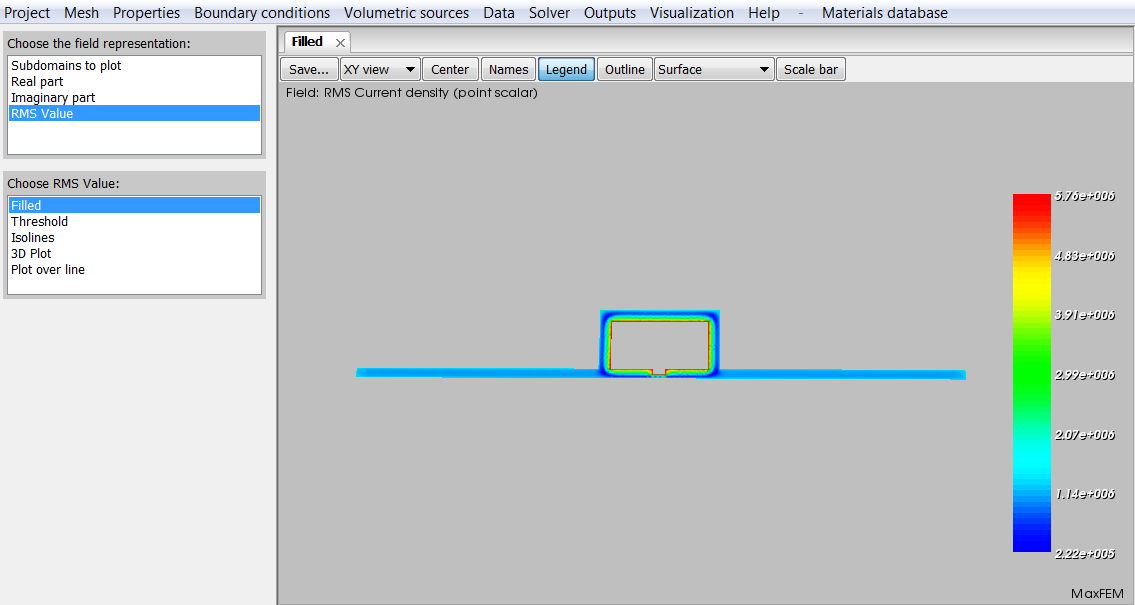 Project Mesh Properties Boundary conditions Volumetric sources Data Solver Outputs Visualization Help - Materials database
Choose the field representation:
Subdomains to plot
Real part
Imaginary part
RMS Value
Choose RMS Value:
Filled
Threshold
Isolines
3D Plot
Plot over line
Filled
Save... XY view Center Names Legend Outline Surface Scale bar
Field: RMS Current density (point scalar)
5.76e+006
4.83e+006
3.91e+006
2.99e+006
2.07e+006
1.14e+006
2.22e+005
MaxFEM